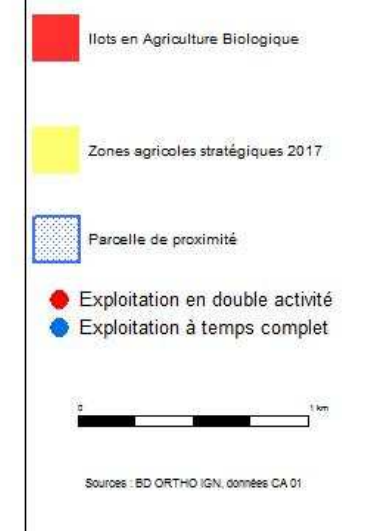 Ilots en Agriculture Biologique
Zones agricoles stratégiques 2017
Parcelle de proximité
Exploitation en double activité
Exploitation à temps complet
0 1 km
Sources : BD ORTHO IGN, données CA 01